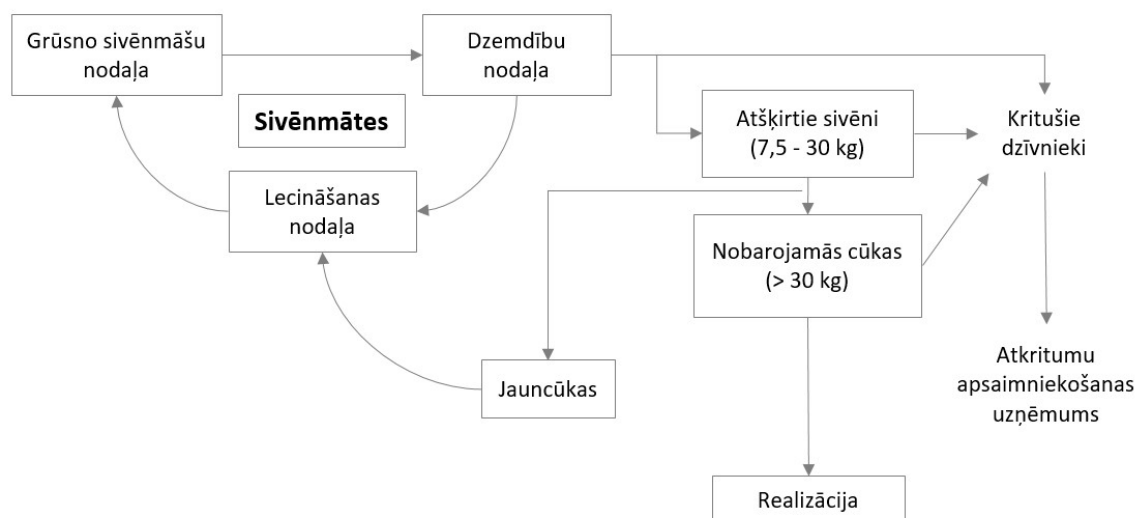 Grūsno sivēnmāšu
nodaļa
Dzemdību
nodaļa
Sivēnmātes
Atšķirtie sivēni
(7,5 - 30 kg)
Kritušie
dzīvnieki
Lecināšanas
nodaļa
Nobarojamās cūkas
(> 30 kg)
Jauncūkas
Atkritumu
apsaimniekošanas
uzņēmums
Realizācija